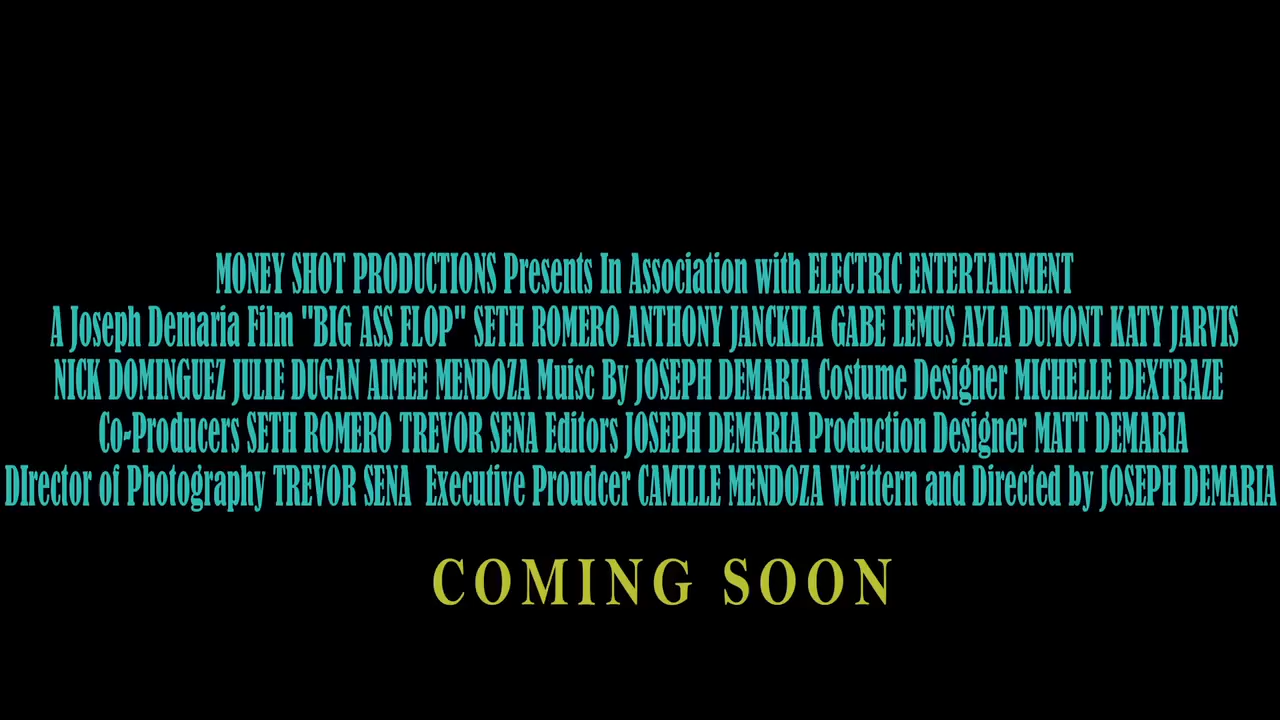 MONEY SHOT PRODUCTIONS Presents In Association with ELECTRIC ENTERTAINMENT
A Joseph Demaria Film "BIG ASS FLOP" SETH ROMERO ANTHONY JANCKILA GABE LEMUS AYLA DUMONT KATY JARVIS
NICK DOMINGUEZ JULIE DUGAN AIMEE MENDOZA Muisc By JOSEPH DEMARIA Costume Designer MICHELLE DEXTRAZE
Co-Producers SETH ROMERO TREVOR SENA Editors JOSEPH DEMARIA Production Designer MATT DEMARIA
DIrector of Photography TREVOR SENA  Executive Proudcer CAMILLE MENDOZA Writtern and Directed by JOSEPH DEMARIA
COMING SOON